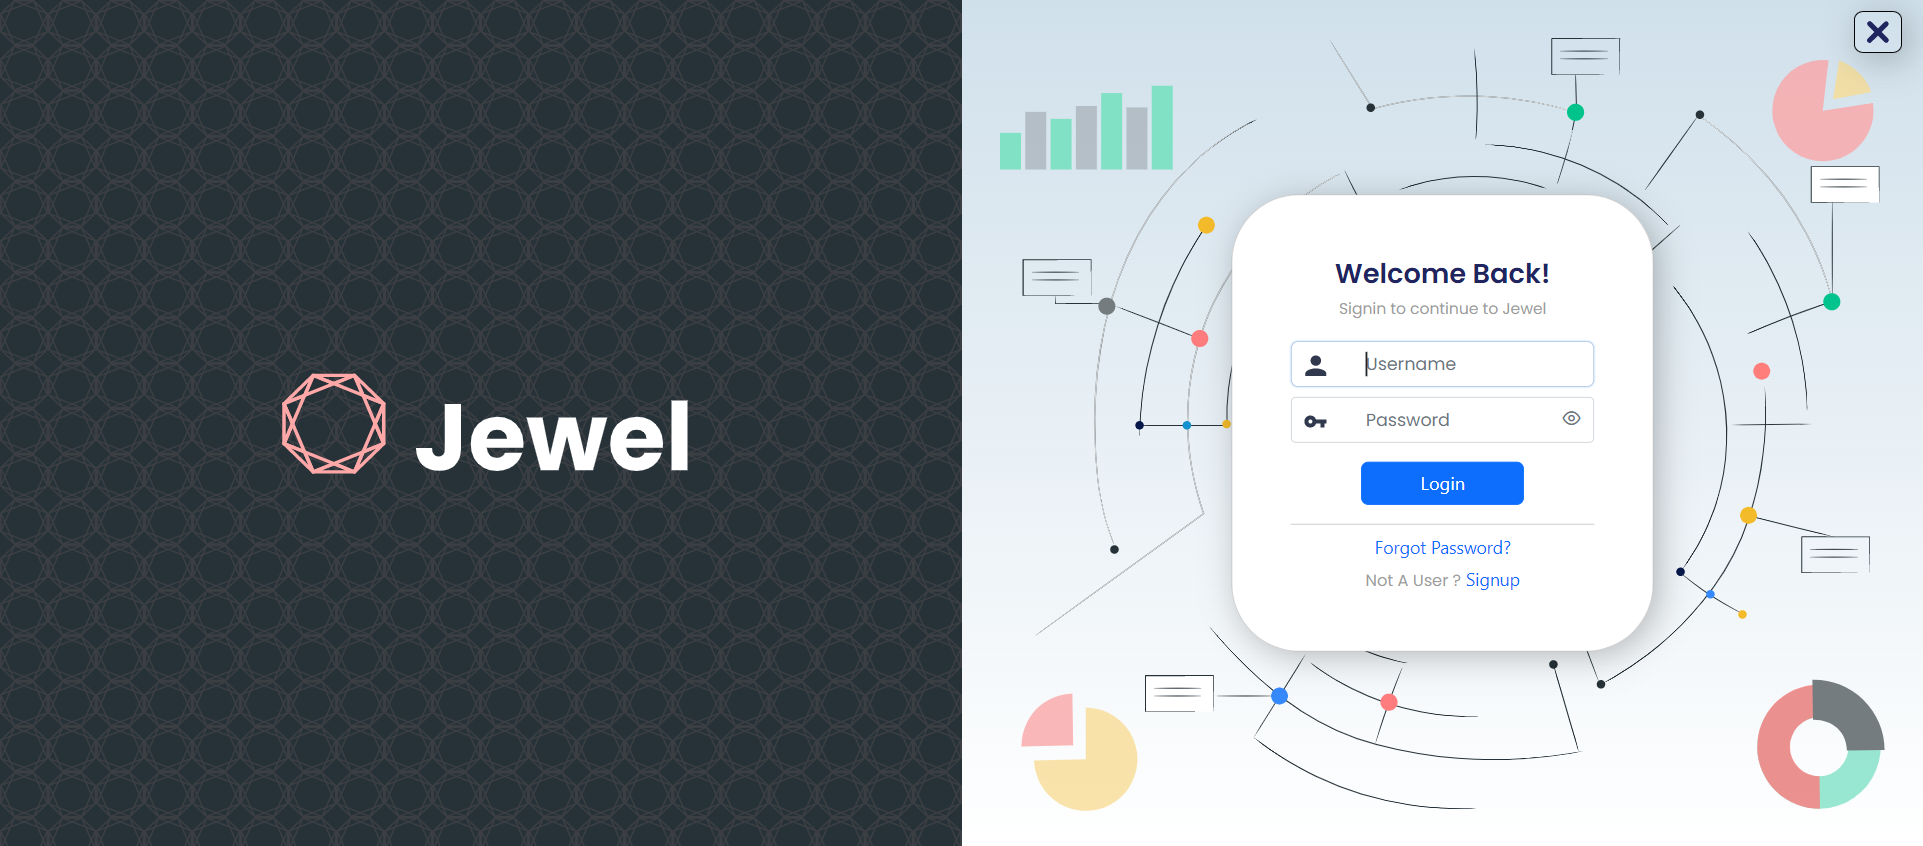 Jewel
Welcome Back!
Signin to continue to Jewel
Username
Password
Login
Forgot Password?
Not A User ? Signup